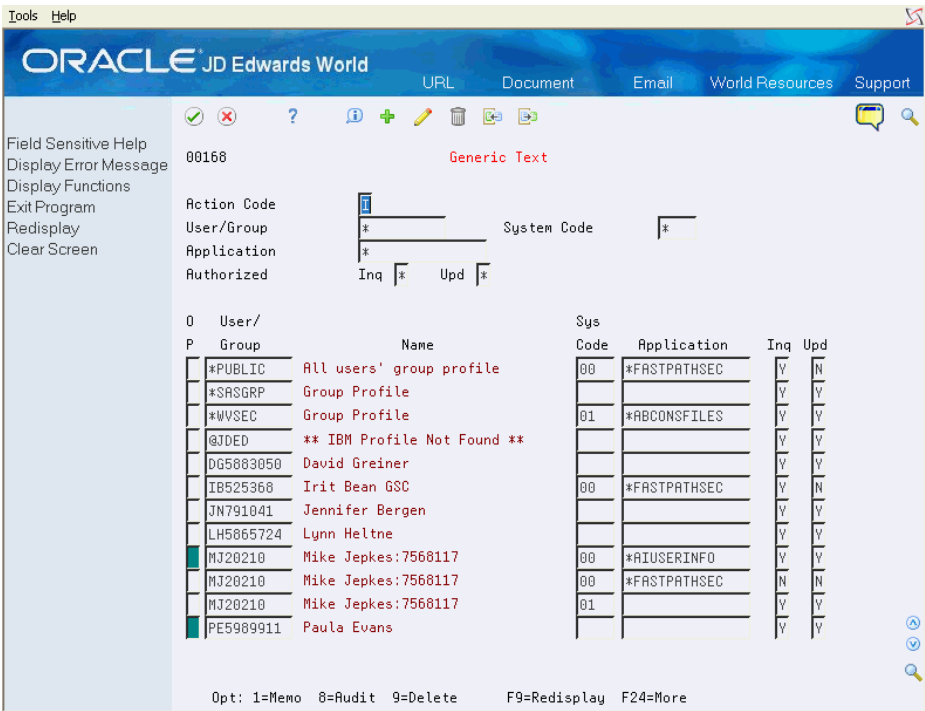 Tools Help
ORACLE JD Edwards World
URL Document Email World Resources Support
Field Sensitive Help
Display Error Message
Display Functions
Exit Program
Redisplay
Clear Screen
00168 Generic Text
Action Code I
User/Group * System Code *
Application *
Authorized Inq * Upd *
O User/ Sys
P Group Name Code Application Inq Upd
*PUBLIC All users' group profile 00 *FASTPATHSEC Y N
*SASGRP Group Profile Y Y
*WVSEC Group Profile 01 *ABCONSFILES Y Y
@JDED ** IBM Profile Not Found ** Y Y
DG5883050 David Greiner Y Y
IB525368 Irit Bean GSC 00 *FASTPATHSEC Y N
JN791041 Jennifer Bergen Y Y
LH5865724 Lynn Heltne Y Y
MJ20210 Mike Jepkes:7568117 00 *AIUSERINFO Y Y
MJ20210 Mike Jepkes:7568117 00 *FASTPATHSEC N N
MJ20210 Mike Jepkes:7568117 01 Y Y
PE5989911 Paula Evans Y Y
Opt: 1=Memo 8=Audit 9=Delete F9=Redisplay F24=More